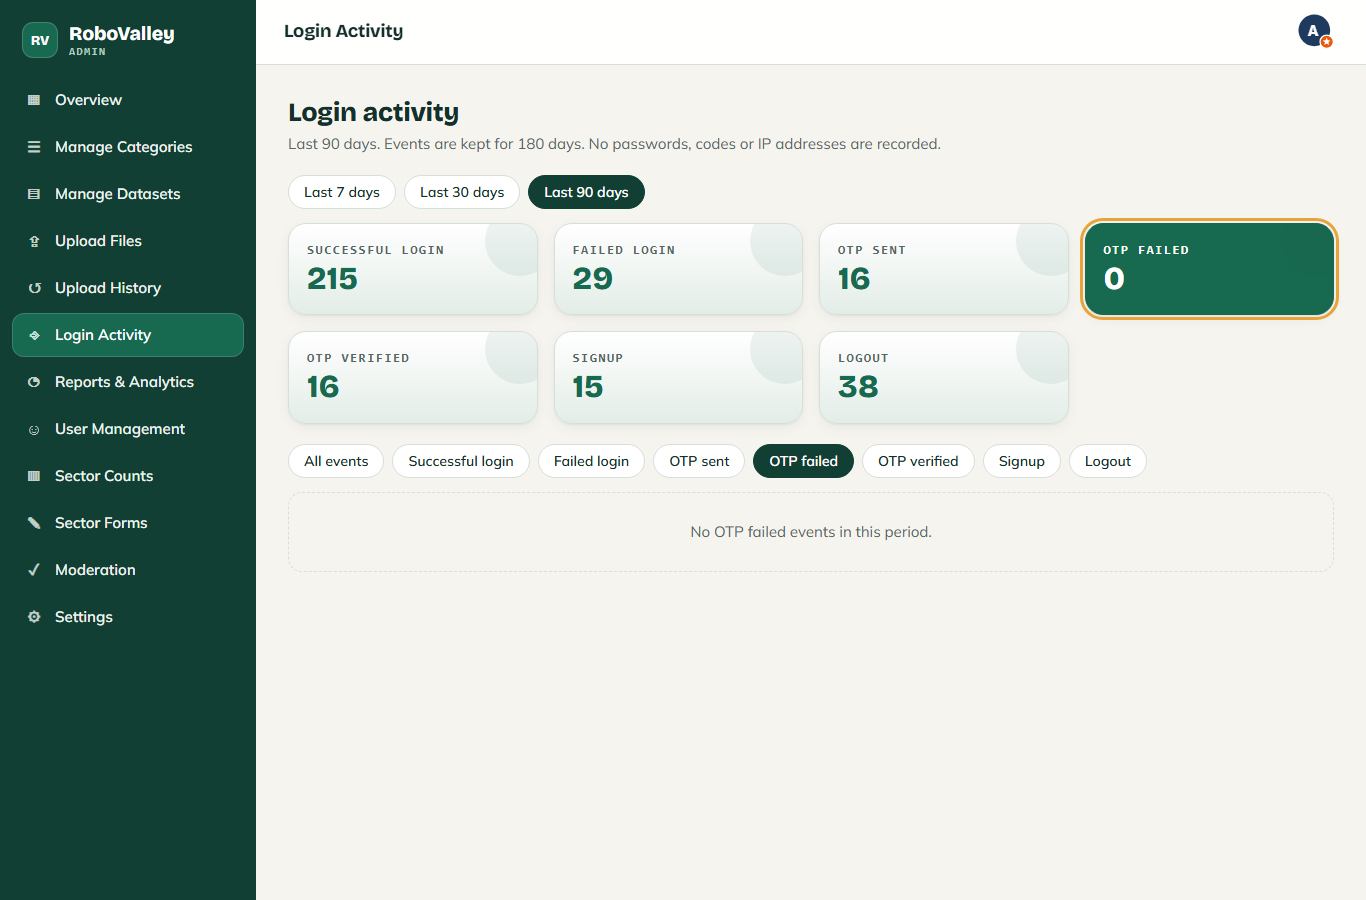 RV
RoboValley
ADMIN
Overview
Manage Categories
Manage Datasets
Upload Files
Upload History
Login Activity
Reports & Analytics
User Management
Sector Counts
Sector Forms
Moderation
Settings
Login Activity
A
Login activity
Last 90 days. Events are kept for 180 days. No passwords, codes or IP addresses are recorded.
Last 7 days Last 30 days Last 90 days
SUCCESSFUL LOGIN
215
FAILED LOGIN
29
OTP SENT
16
OTP FAILED
0
OTP VERIFIED
16
SIGNUP
15
LOGOUT
38
All events Successful login Failed login OTP sent OTP failed OTP verified Signup Logout
No OTP failed events in this period.